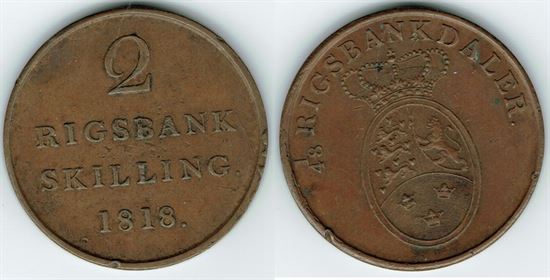 2
RIGSBANK
SKILLING.
1818.
1/48 RIGSBANKDALER.